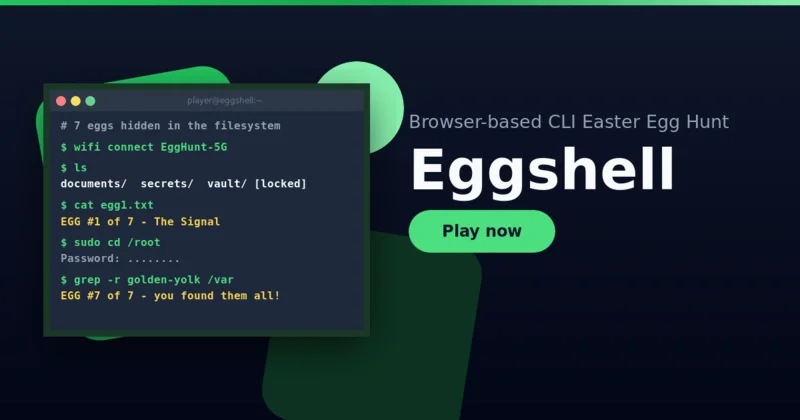 player@eggshell:~
# 7 eggs hidden in the filesystem
$ wifi connect EggHunt-5G
$ ls
documents/  secrets/  vault/ [locked]
$ cat egg1.txt
EGG #1 of 7 - The Signal
$ sudo cd /root
Password: ........
$ grep -r golden-yolk /var
EGG #7 of 7 - you found them all!
Browser-based CLI Easter Egg Hunt
Eggshell
Play now